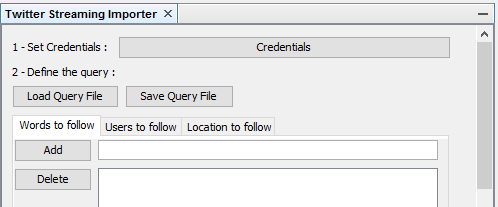 Twitter Streaming Importer
1 - Set Credentials : Credentials
2 - Define the query :
Load Query File Save Query File
Words to follow Users to follow Location to follow
Add
Delete